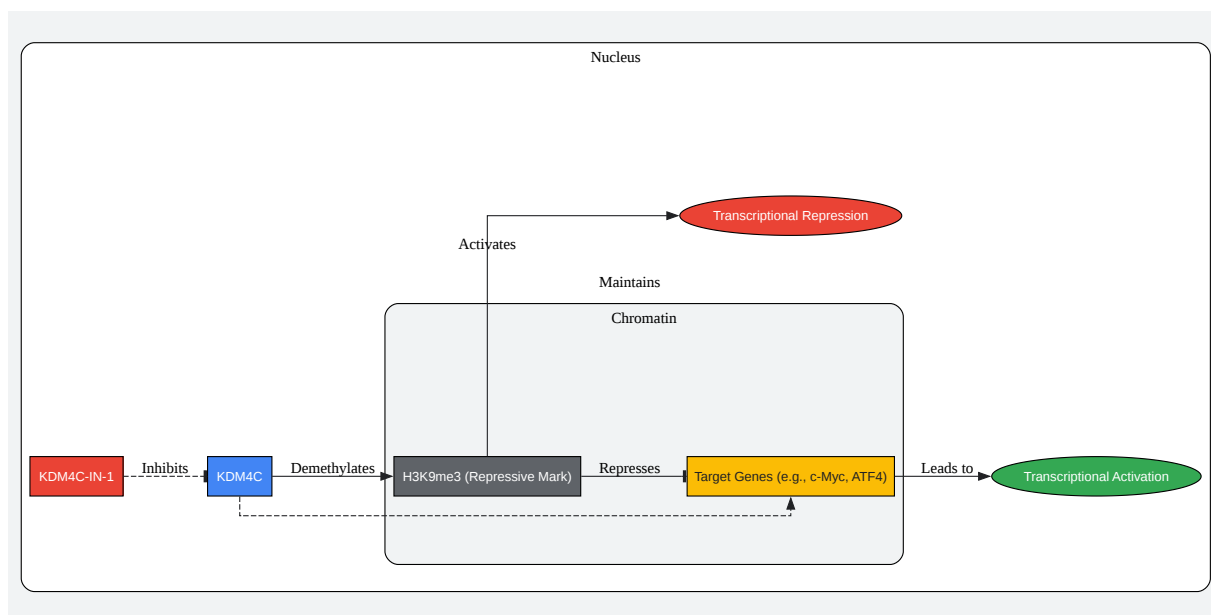 Nucleus
Transcriptional Repression
Activates
Maintains
Chromatin
KDM4C-IN-1
Inhibits
KDM4C
Demethylates
H3K9me3 (Repressive Mark)
Represses
Target Genes (e.g., c-Myc, ATF4)
Leads to
Transcriptional Activation